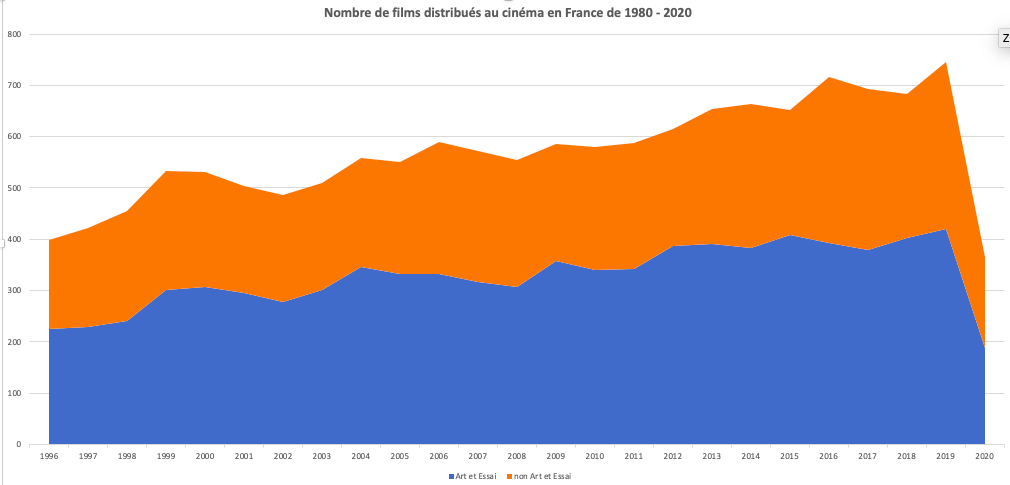 Nombre de films distribués au cinéma en France de 1980 - 2020
Z
800
700
600
500
400
300
200
100
0
1996 1997 1998 1999 2000 2001 2002 2003 2004 2005 2006 2007 2008 2009 2010 2011 2012 2013 2014 2015 2016 2017 2018 2019 2020
Art et Essai non Art et Essai